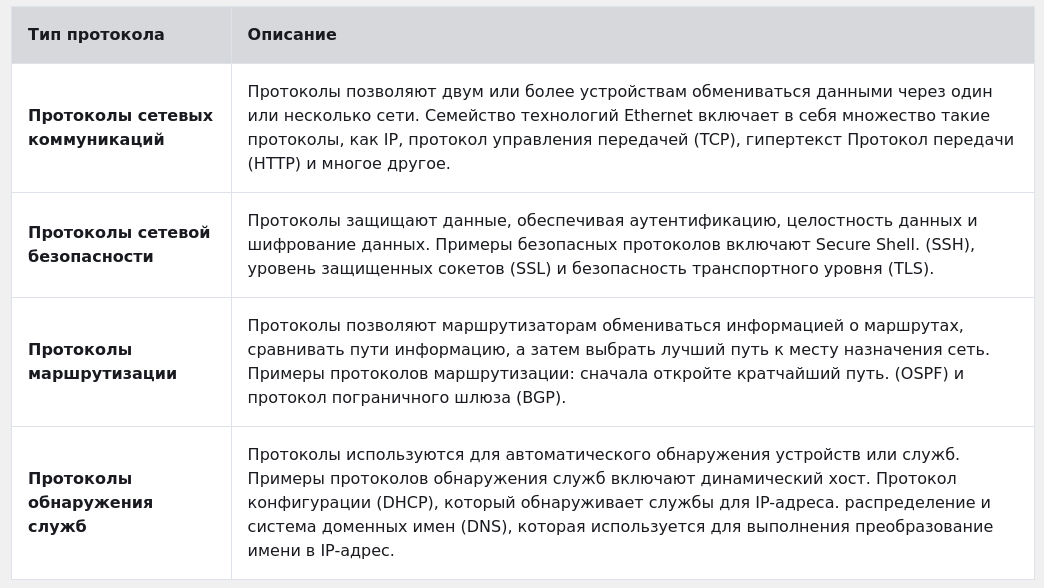 Тип протокола
Описание
Протоколы сетевых
коммуникаций
Протоколы позволяют двум или более устройствам обмениваться данными через один
или несколько сети. Семейство технологий Ethernet включает в себя множество такие
протоколы, как IP, протокол управления передачей (TCP), гипертекст Протокол передачи
(HTTP) и многое другое.
Протоколы сетевой
безопасности
Протоколы защищают данные, обеспечивая аутентификацию, целостность данных и
шифрование данных. Примеры безопасных протоколов включают Secure Shell. (SSH),
уровень защищенных сокетов (SSL) и безопасность транспортного уровня (TLS).
Протоколы
маршрутизации
Протоколы позволяют маршрутизаторам обмениваться информацией о маршрутах,
сравнивать пути информацию, а затем выбрать лучший путь к месту назначения сеть.
Примеры протоколов маршрутизации: сначала откройте кратчайший путь. (OSPF) и
протокол пограничного шлюза (BGP).
Протоколы
обнаружения
служб
Протоколы используются для автоматического обнаружения устройств или служб.
Примеры протоколов обнаружения служб включают динамический хост. Протокол
конфигурации (DHCP), который обнаруживает службы для IP-адреса. распределение и
система доменных имен (DNS), которая используется для выполнения преобразование
имени в IP-адрес.